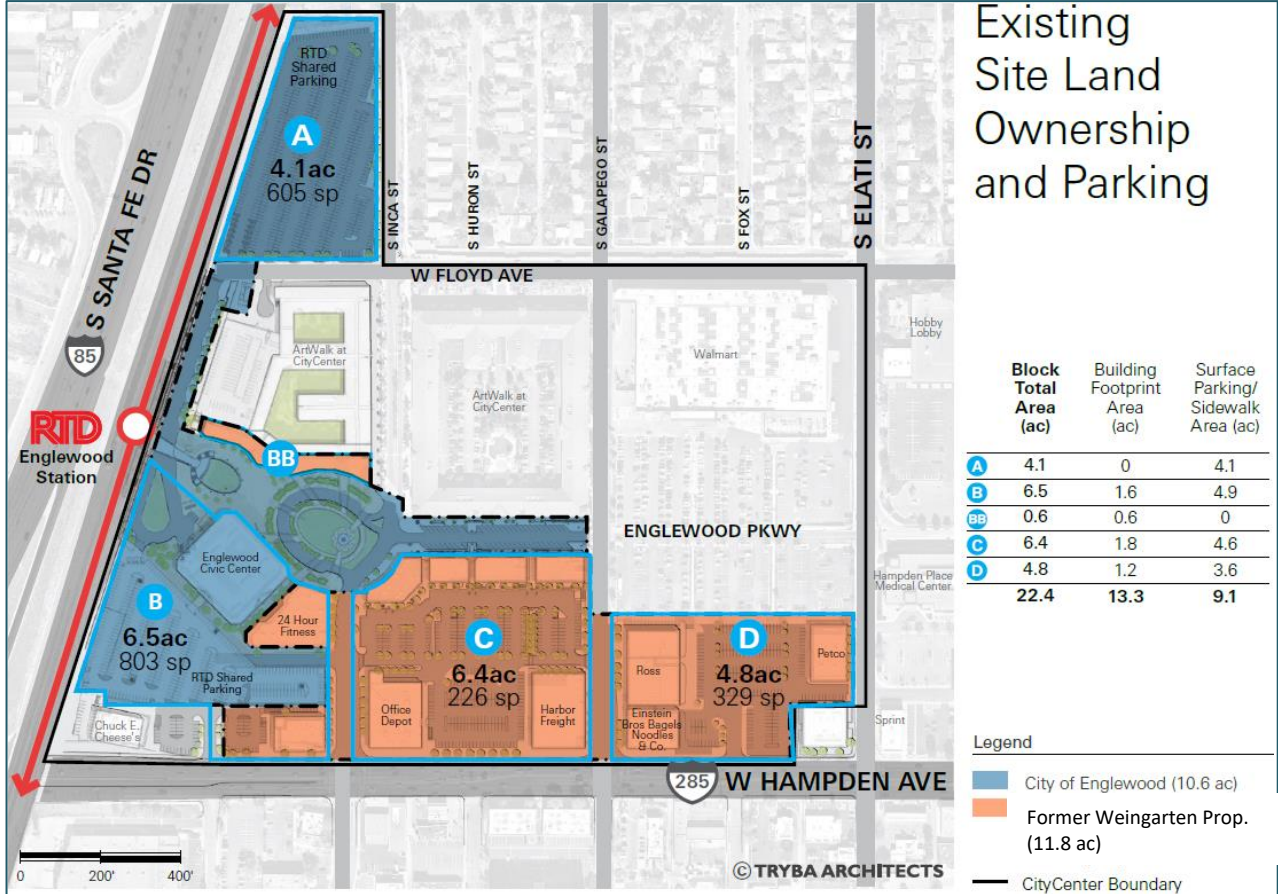 Existing
Site Land
Ownership
and Parking
RTD
Shared
Parking
A
4.1ac
605 sp
S SANTA FE DR
85
S INCA ST
S HURON ST
S GALAPEGO ST
S FOX ST
S ELATI ST
W FLOYD AVE
ArtWalk at
CityCenter
ArtWalk at
CityCenter
Walmart
Hobby
Lobby
RTD
Englewood
Station
BB
ENGLEWOOD PKWY
Englewood
Civic Center
Hampden Place
Medical Center
B
6.5ac
803 sp
24 Hour
Fitness
RTD Shared
Parking
C
6.4ac
226 sp
Office
Depot
Harbor
Freight
D
4.8ac
329 sp
Ross
Petco
Einstein
Bros Bagels
Noodles
& Co.
Chuck E.
Cheese's
Sprint
285
W HAMPDEN AVE
0 200' 400'
© TRYBA ARCHITECTS
Block
Total
Area
(ac)
Building
Footprint
Area
(ac)
Surface
Parking/
Sidewalk
Area (ac)
A 4.1 0 4.1
B 6.5 1.6 4.9
BB 0.6 0.6 0
C 6.4 1.8 4.6
D 4.8 1.2 3.6
22.4 13.3 9.1
Legend
City of Englewood (10.6 ac)
Former Weingarten Prop.
(11.8 ac)
CityCenter Boundary